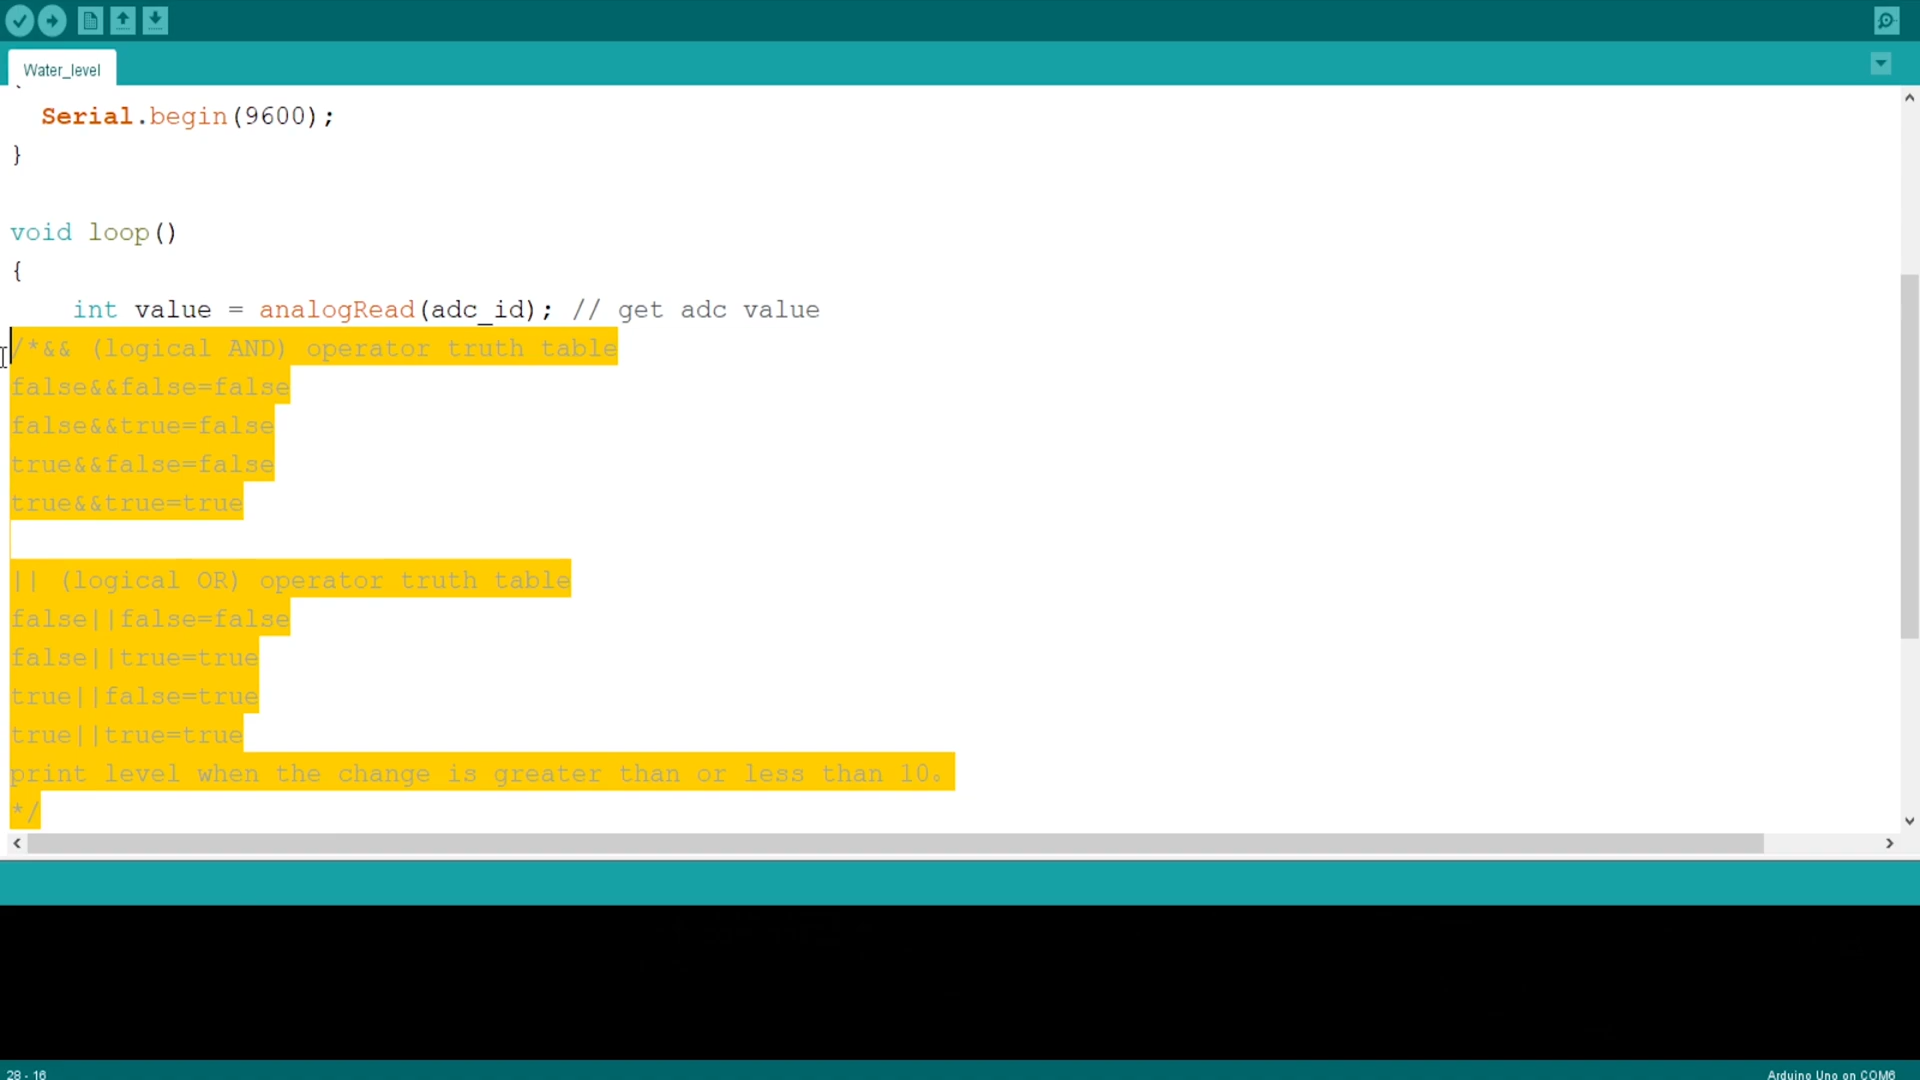 Water_level
Serial.begin(9600);
}
void loop()
{
int value = analogRead(adc_id); // get adc value
/*&& (logical AND) operator truth table
false&&false=false
false&&true=false
true&&false=false
true&&true=true
|| (logical OR) operator truth table
false||false=false
false||true=true
true||false=true
true||true=true
print level when the change is greater than or less than 10。
*/
28 - 16
Arduino Uno on COM6